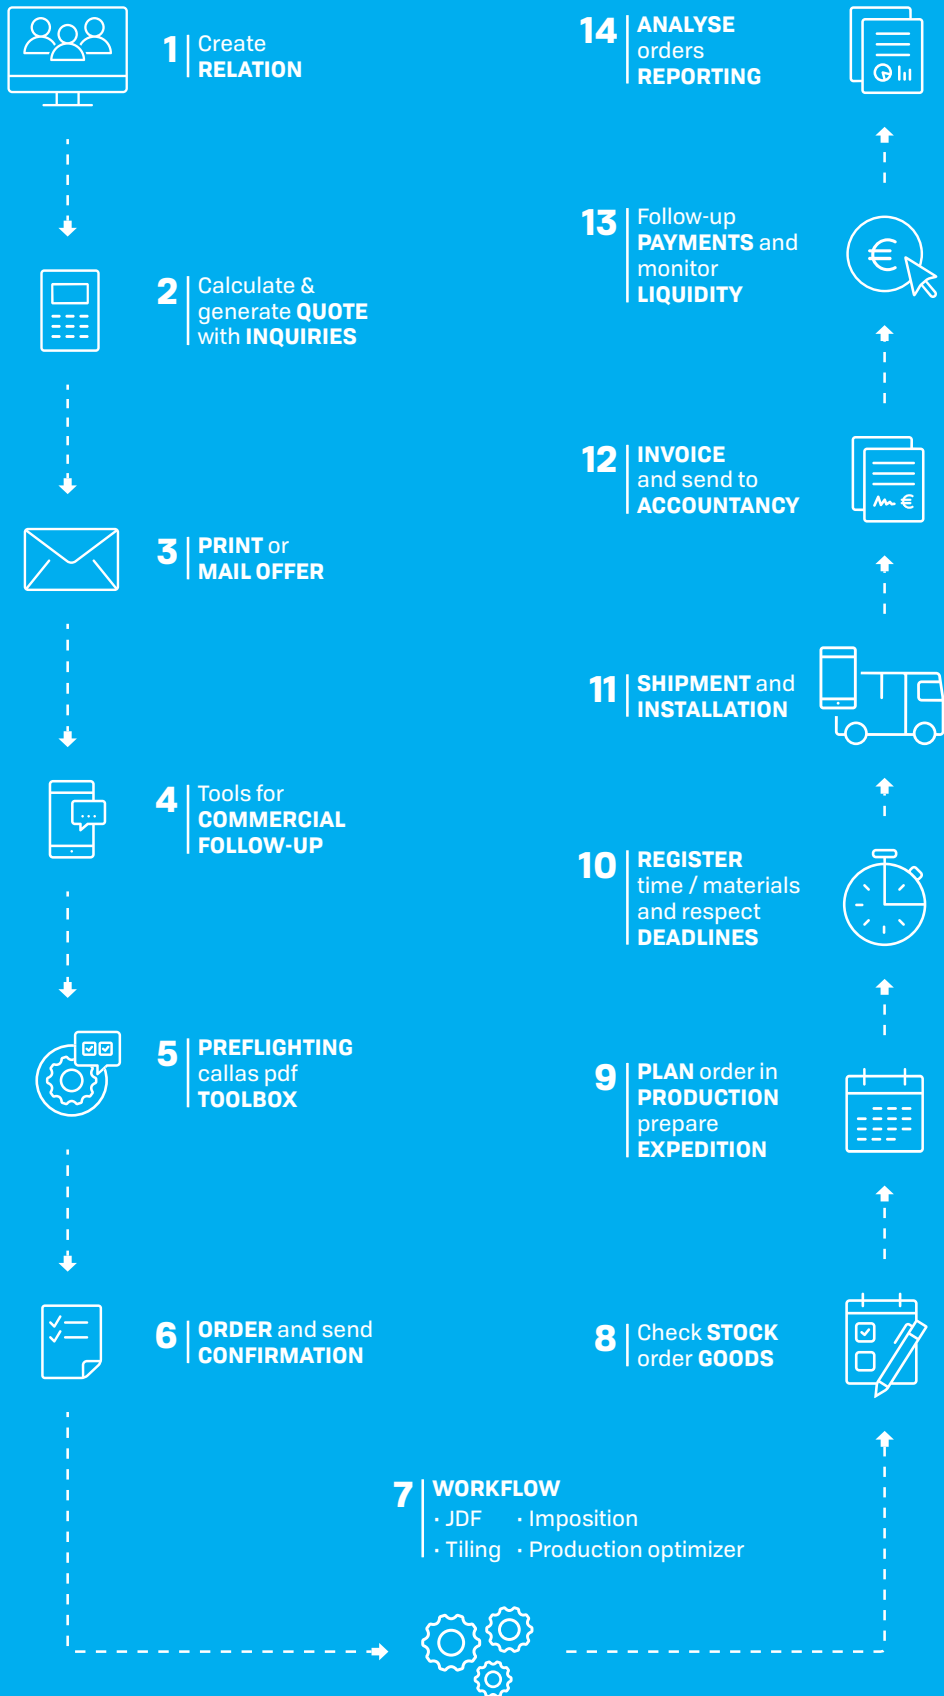 1
Create
RELATION
2
Calculate &
generate QUOTE
with INQUIRIES
3
PRINT or
MAIL OFFER
4
Tools for
COMMERCIAL
FOLLOW-UP
5
PREFLIGHTING
callas pdf
TOOLBOX
6
ORDER and send
CONFIRMATION
7
WORKFLOW
· JDF · Imposition
· Tiling · Production optimizer
8
Check STOCK
order GOODS
9
PLAN order in
PRODUCTION
prepare
EXPEDITION
10
REGISTER
time / materials
and respect
DEADLINES
11
SHIPMENT and
INSTALLATION
12
INVOICE
and send to
ACCOUNTANCY
€
13
Follow-up
PAYMENTS and
monitor
LIQUIDITY
€
14
ANALYSE
orders
REPORTING